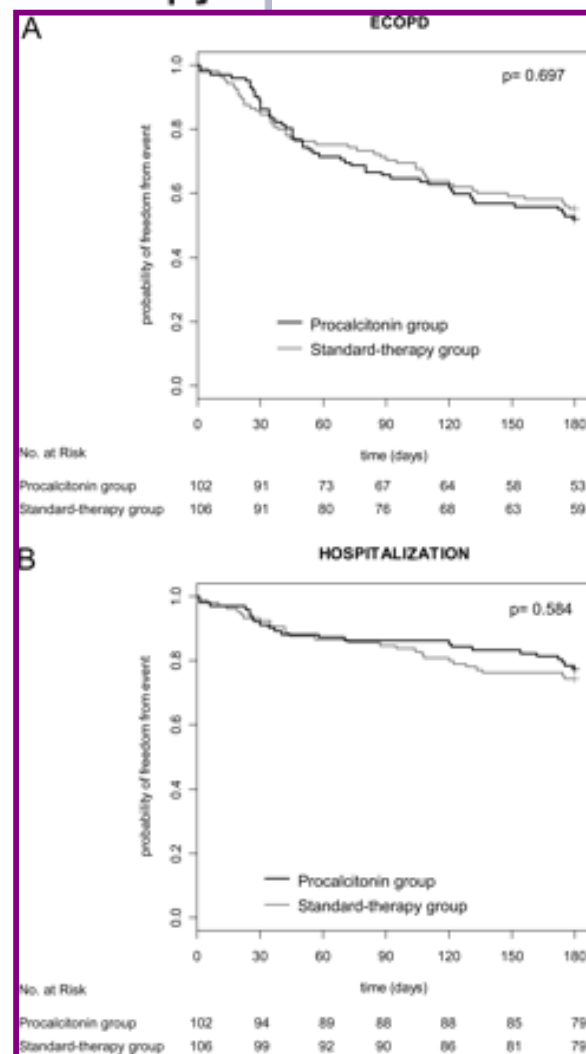 A
ECOPD
p= 0.697
probability of freedom from event
1.0
0.8
0.6
0.4
0.2
0.0
Procalcitonin group
Standard-therapy group
0 30 60 90 120 150 180
No. at Risk
time (days)
Procalcitonin group 102 91 73 67 64 58 53
Standard-therapy group 106 91 80 76 68 63 59
B
HOSPITALIZATION
p= 0.584
probability of freedom from event
1.0
0.8
0.6
0.4
0.2
0.0
Procalcitonin group
Standard-therapy group
0 30 60 90 120 150 180
No. at Risk
time (days)
Procalcitonin group 102 94 89 88 88 85 79
Standard-therapy group 106 99 92 90 86 81 79